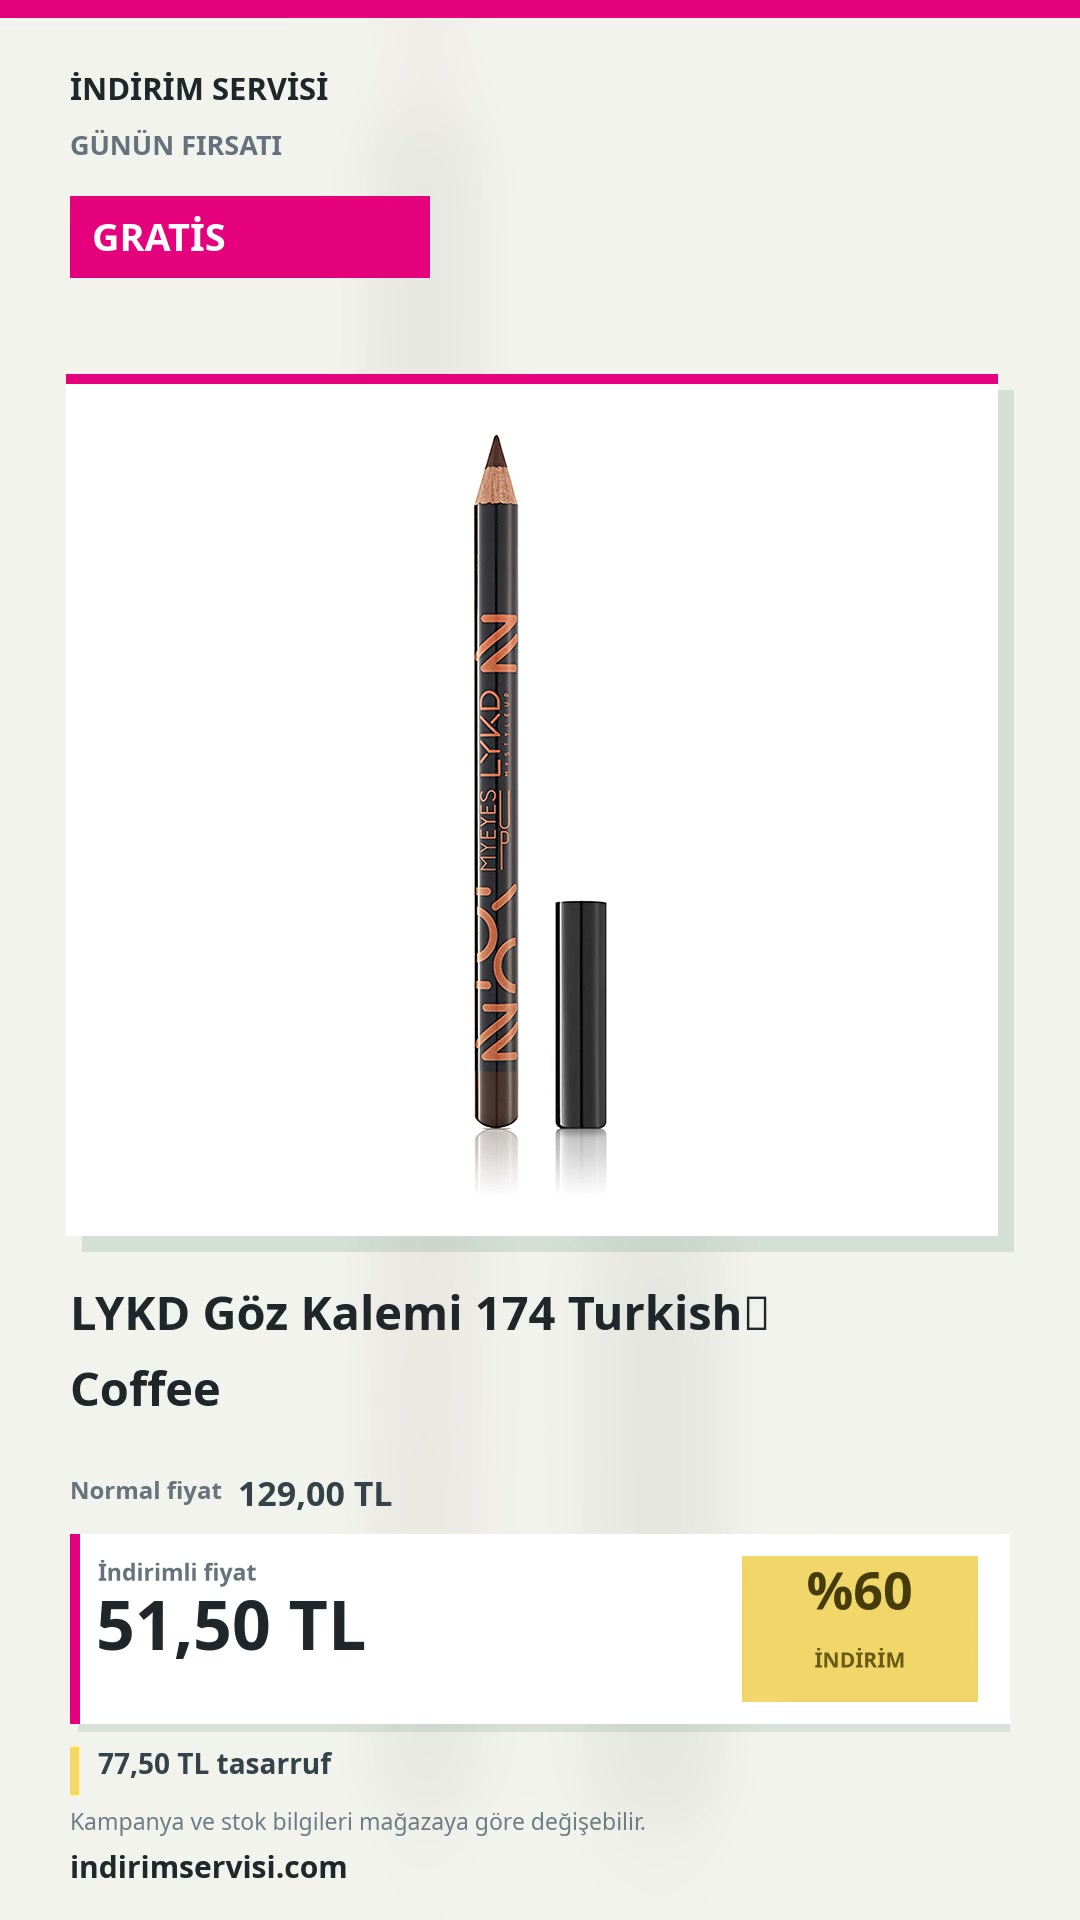 İNDİRİM SERVİSİ
GÜNÜN FIRSATI
GRATİS
MYEYES LYKD
MYSTYLEUP
LYKD Göz Kalemi 174 Turkish
Coffee
Normal fiyat 129,00 TL
İndirimli fiyat
51,50 TL
%60
İNDİRİM
77,50 TL tasarruf
Kampanya ve stok bilgileri mağazaya göre değişebilir.
indirimservisi.com